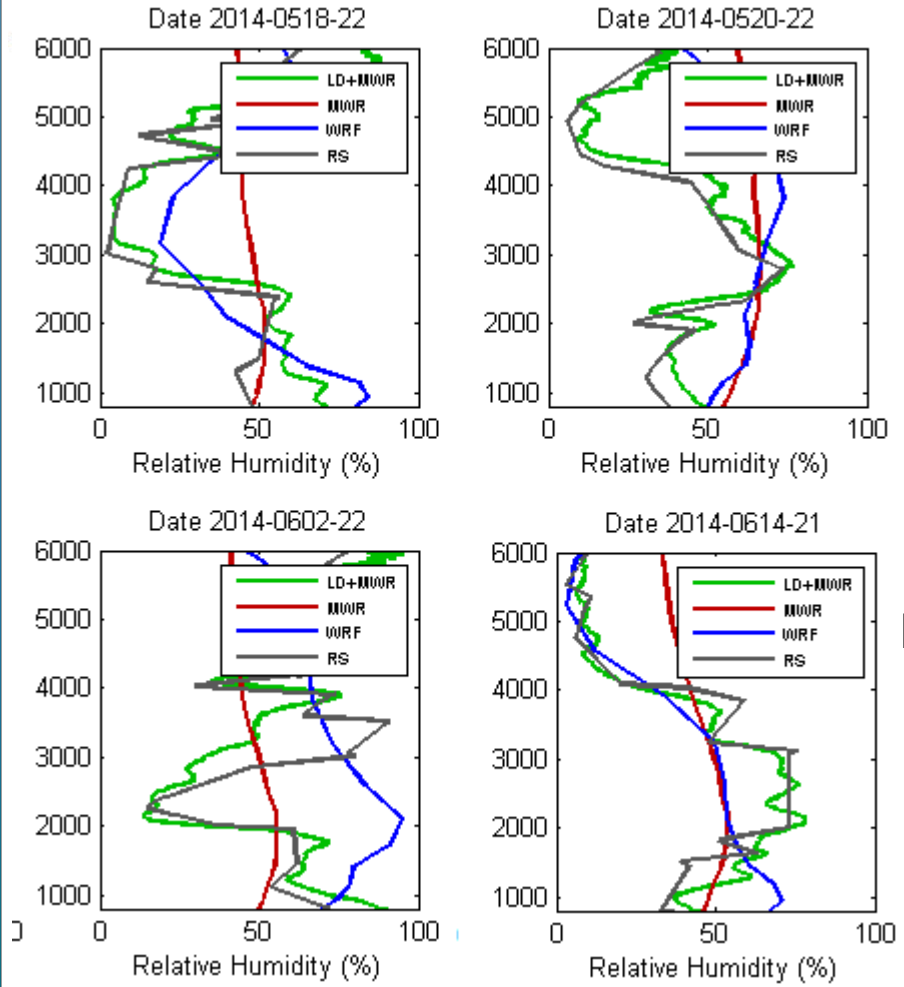 Date 2014-0518-22
6000
5000
4000
3000
2000
1000
LD+MWR
MWR
WRF
RS
0 50 100
Relative Humidity (%)
Date 2014-0520-22
6000
5000
4000
3000
2000
1000
LD+MWR
MWR
WRF
RS
0 50 100
Relative Humidity (%)
Date 2014-0602-22
6000
5000
4000
3000
2000
1000
LD+MWR
MWR
WRF
RS
0 50 100
Relative Humidity (%)
Date 2014-0614-21
6000
5000
4000
3000
2000
1000
LD+MWR
MWR
WRF
RS
0 50 100
Relative Humidity (%)